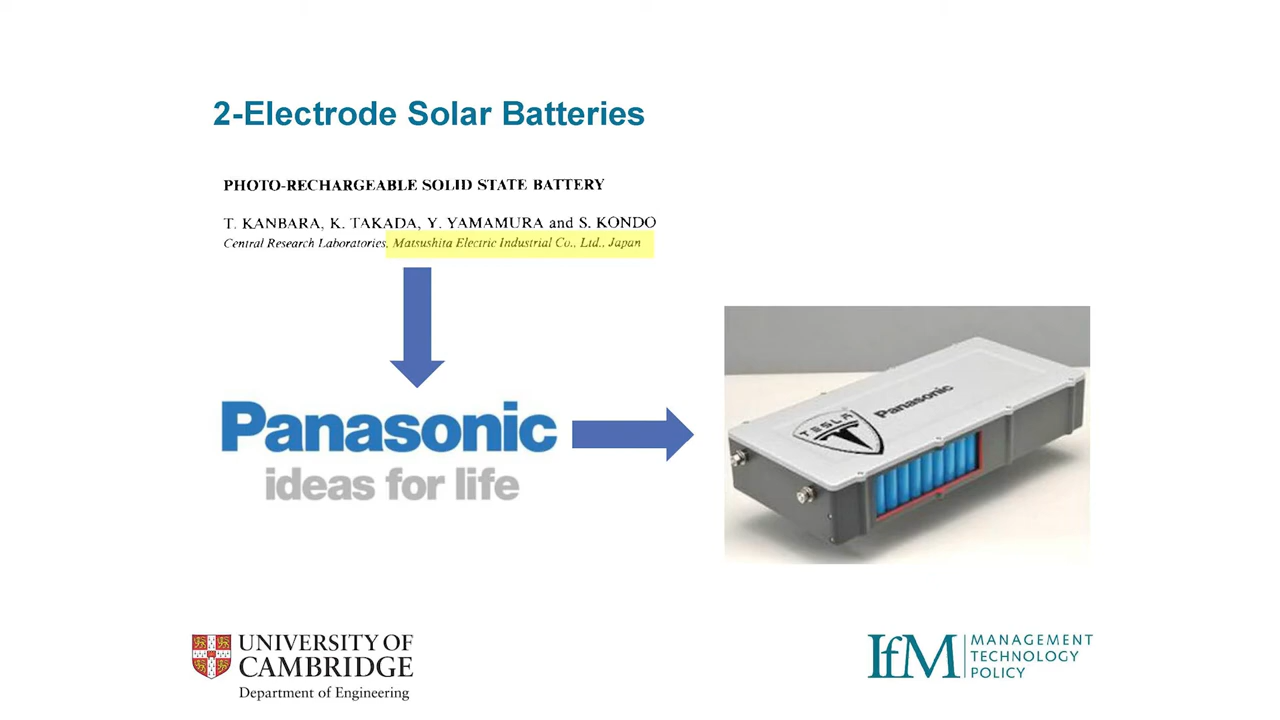 2-Electrode Solar Batteries
PHOTO-RECHARGEABLE SOLID STATE BATTERY
T. KANBARA, K. TAKADA, Y. YAMAMURA and S. KONDO
Central Research Laboratories, Matsushita Electric Industrial Co., Ltd., Japan
Panasonic
ideas for life
TESLA
Panasonic
UNIVERSITY OF
CAMBRIDGE
Department of Engineering
IfM
MANAGEMENT
TECHNOLOGY
POLICY